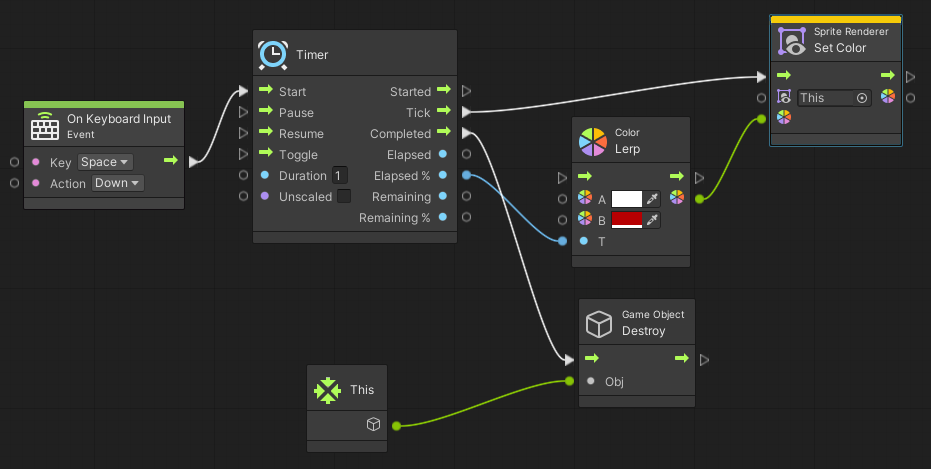 On Keyboard Input
Event
Key Space
Action Down
Timer
Start Started
Pause Tick
Resume Completed
Toggle Elapsed
Duration 1 Elapsed %
Unscaled Remaining
Remaining %
Color
Lerp
A
B
T
Sprite Renderer
Set Color
This
Game Object
Destroy
Obj
This